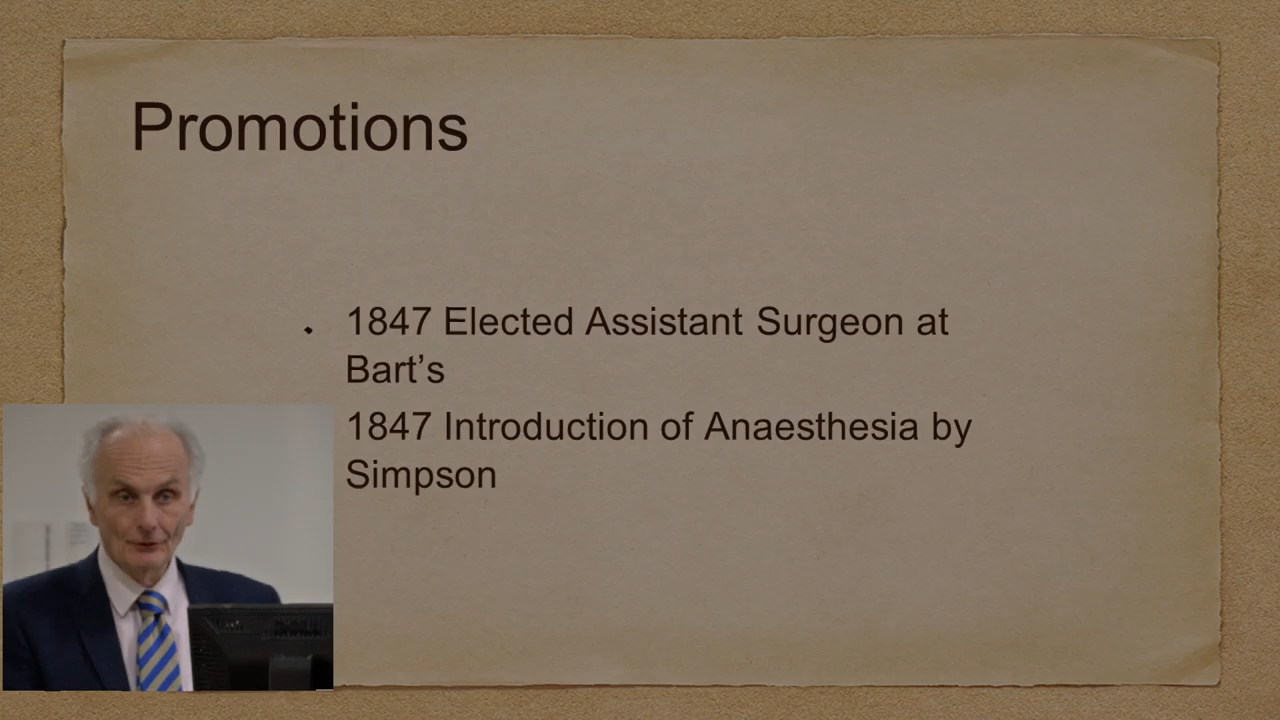 Promotions
1847 Elected Assistant Surgeon at
Bart’s
1847 Introduction of Anaesthesia by
Simpson